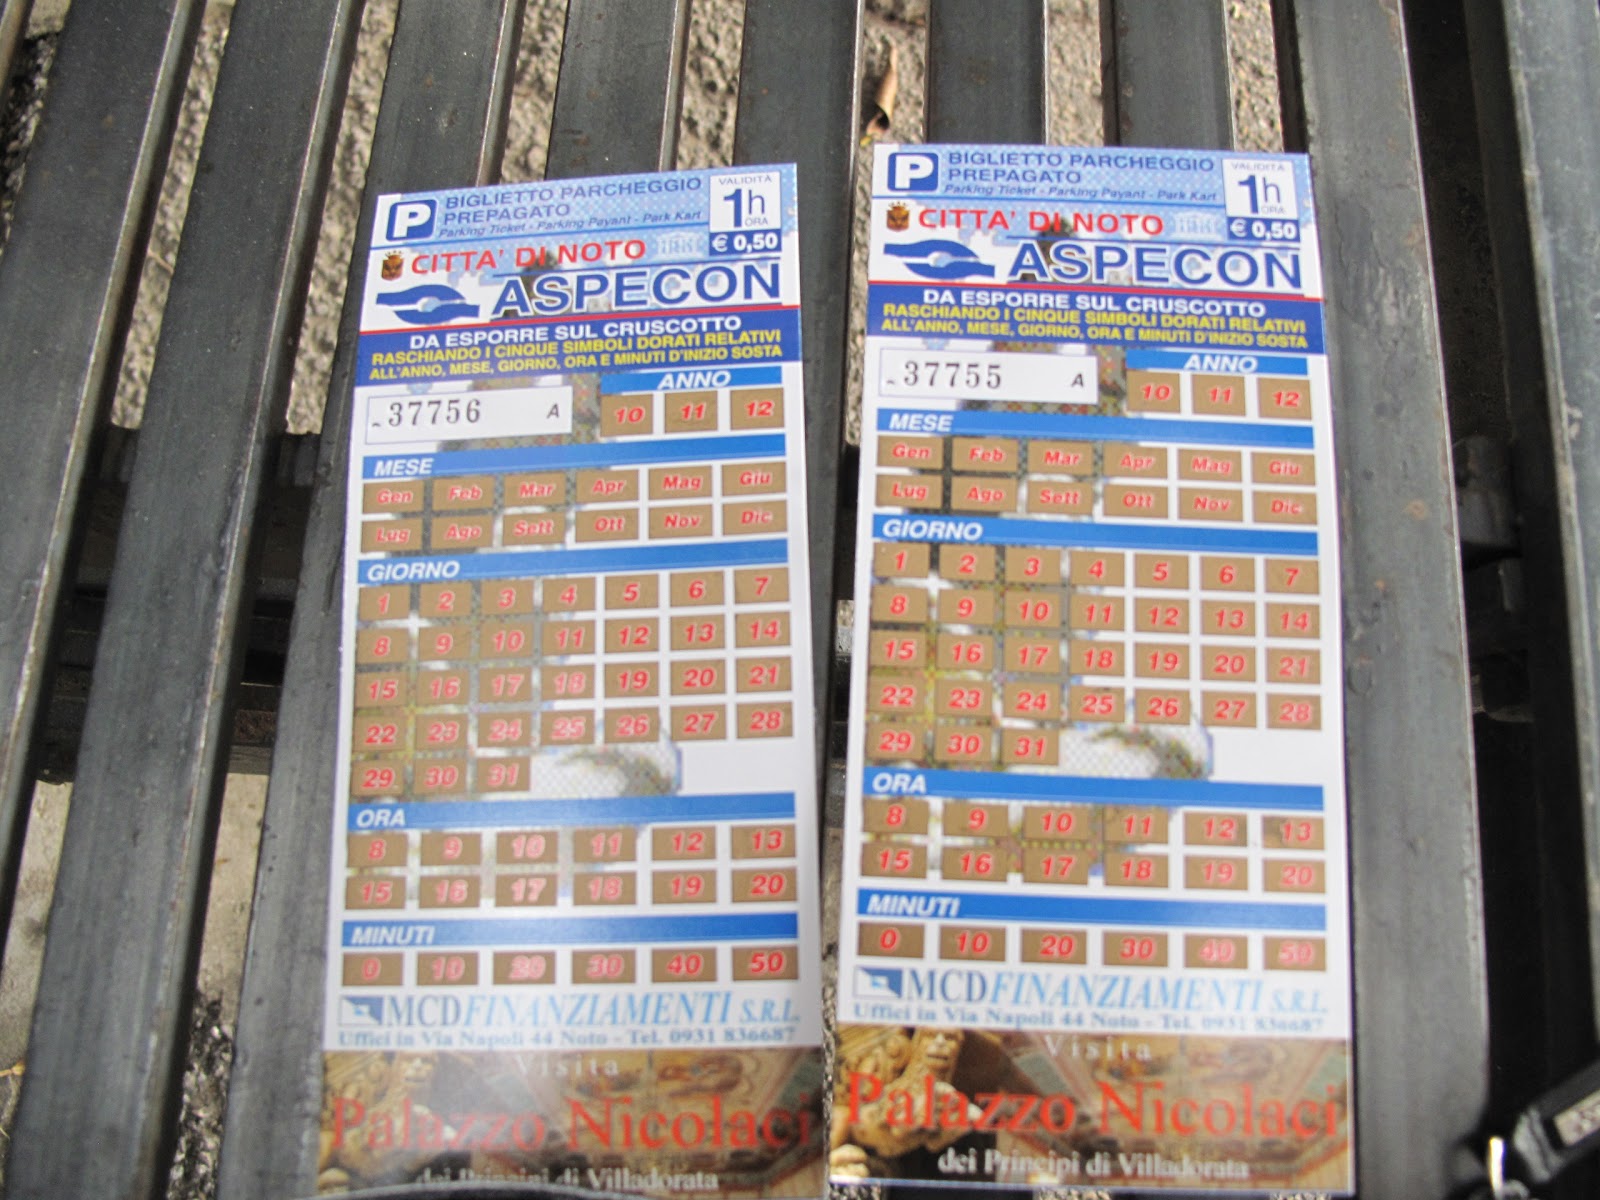 P BIGLIETTO PARCHEGGIO VALIDITÀ
PREPAGATO 1h
Parking Ticket - Parking Payant - Park Kart ORA
CITTA' DI NOTO € 0,50
ASPECON
DA ESPORRE SUL CRUSCOTTO
RASCHIANDO I CINQUE SIMBOLI DORATI RELATIVI
ALL'ANNO, MESE, GIORNO, ORA E MINUTI D'INIZIO SOSTA
ANNO
37756 A 10 11 12
MESE
Gen Feb Mar Apr Mag Giu
Lug Ago Sett Ott Nov Dic
GIORNO
1 2 3 4 5 6 7
8 9 10 11 12 13 14
15 16 17 18 19 20 21
22 23 24 25 26 27 28
29 30 31
ORA
8 9 10 11 12 13
15 16 17 18 19 20
MINUTI
0 10 20 30 40 50
MCDFINANZIAMENTI S.R.L.
Uffici in Via Napoli 44 Noto - Tel. 0931 836687
Visita
Palazzo Nicolaci
dei Principi di Villadorata
P BIGLIETTO PARCHEGGIO VALIDITÀ
PREPAGATO 1h
Parking Ticket - Parking Payant - Park Kart ORA
CITTA' DI NOTO € 0,50
ASPECON
DA ESPORRE SUL CRUSCOTTO
RASCHIANDO I CINQUE SIMBOLI DORATI RELATIVI
ALL'ANNO, MESE, GIORNO, ORA E MINUTI D'INIZIO SOSTA
ANNO
37755 A 10 11 12
MESE
Gen Feb Mar Apr Mag Giu
Lug Ago Sett Ott Nov Dic
GIORNO
1 2 3 4 5 6 7
8 9 10 11 12 13 14
15 16 17 18 19 20 21
22 23 24 25 26 27 28
29 30 31
ORA
8 9 10 11 12 13
15 16 17 18 19 20
MINUTI
0 10 20 30 40 50
MCDFINANZIAMENTI S.R.L.
Uffici in Via Napoli 44 Noto - Tel. 0931 836687
Visita
Palazzo Nicolaci
dei Principi di Villadorata